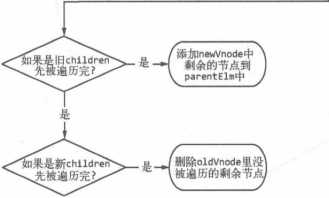 如果是旧children
先被遍历完?
是
添加newVnode中
剩余的节点到
parentElm中
是
如果是新children
先被遍历完?
是
删除oldVnode里没
被遍历的剩余节点